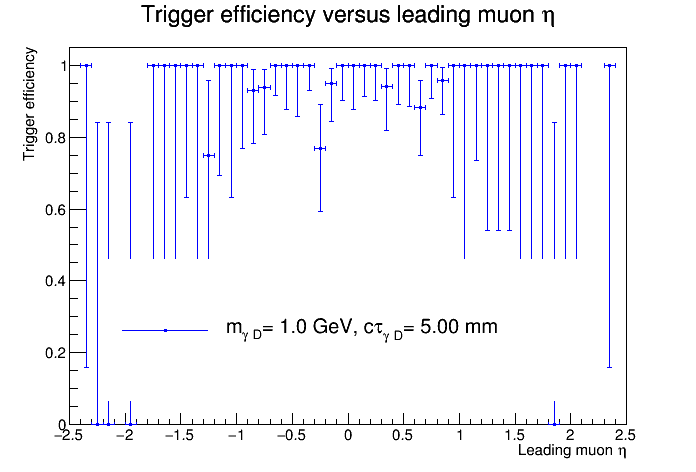 Trigger efficiency versus leading muon η
Trigger efficiency
1
0.8
0.6
0.4
0.2
0
mγ D= 1.0 GeV, cτγ D= 5.00 mm
−2.5 −2 −1.5 −1 −0.5 0 0.5 1 1.5 2 2.5
Leading muon η